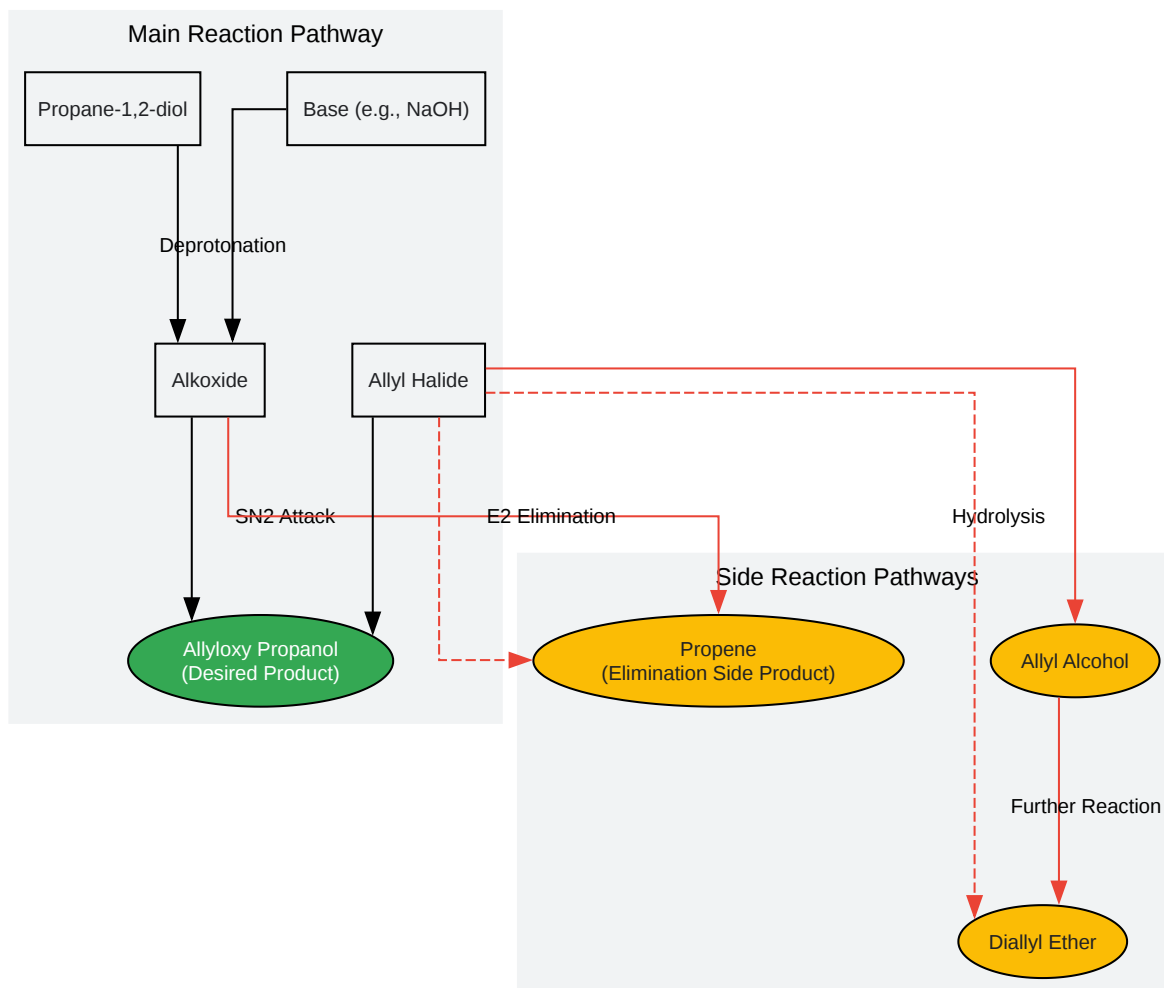 Main Reaction Pathway
Propane-1,2-diol
Base (e.g., NaOH)
Deprotonation
Alkoxide
Allyl Halide
SN2 Attack
E2 Elimination
Hydrolysis
Side Reaction Pathways
Allyloxy Propanol
(Desired Product)
Propene
(Elimination Side Product)
Allyl Alcohol
Further Reaction
Diallyl Ether